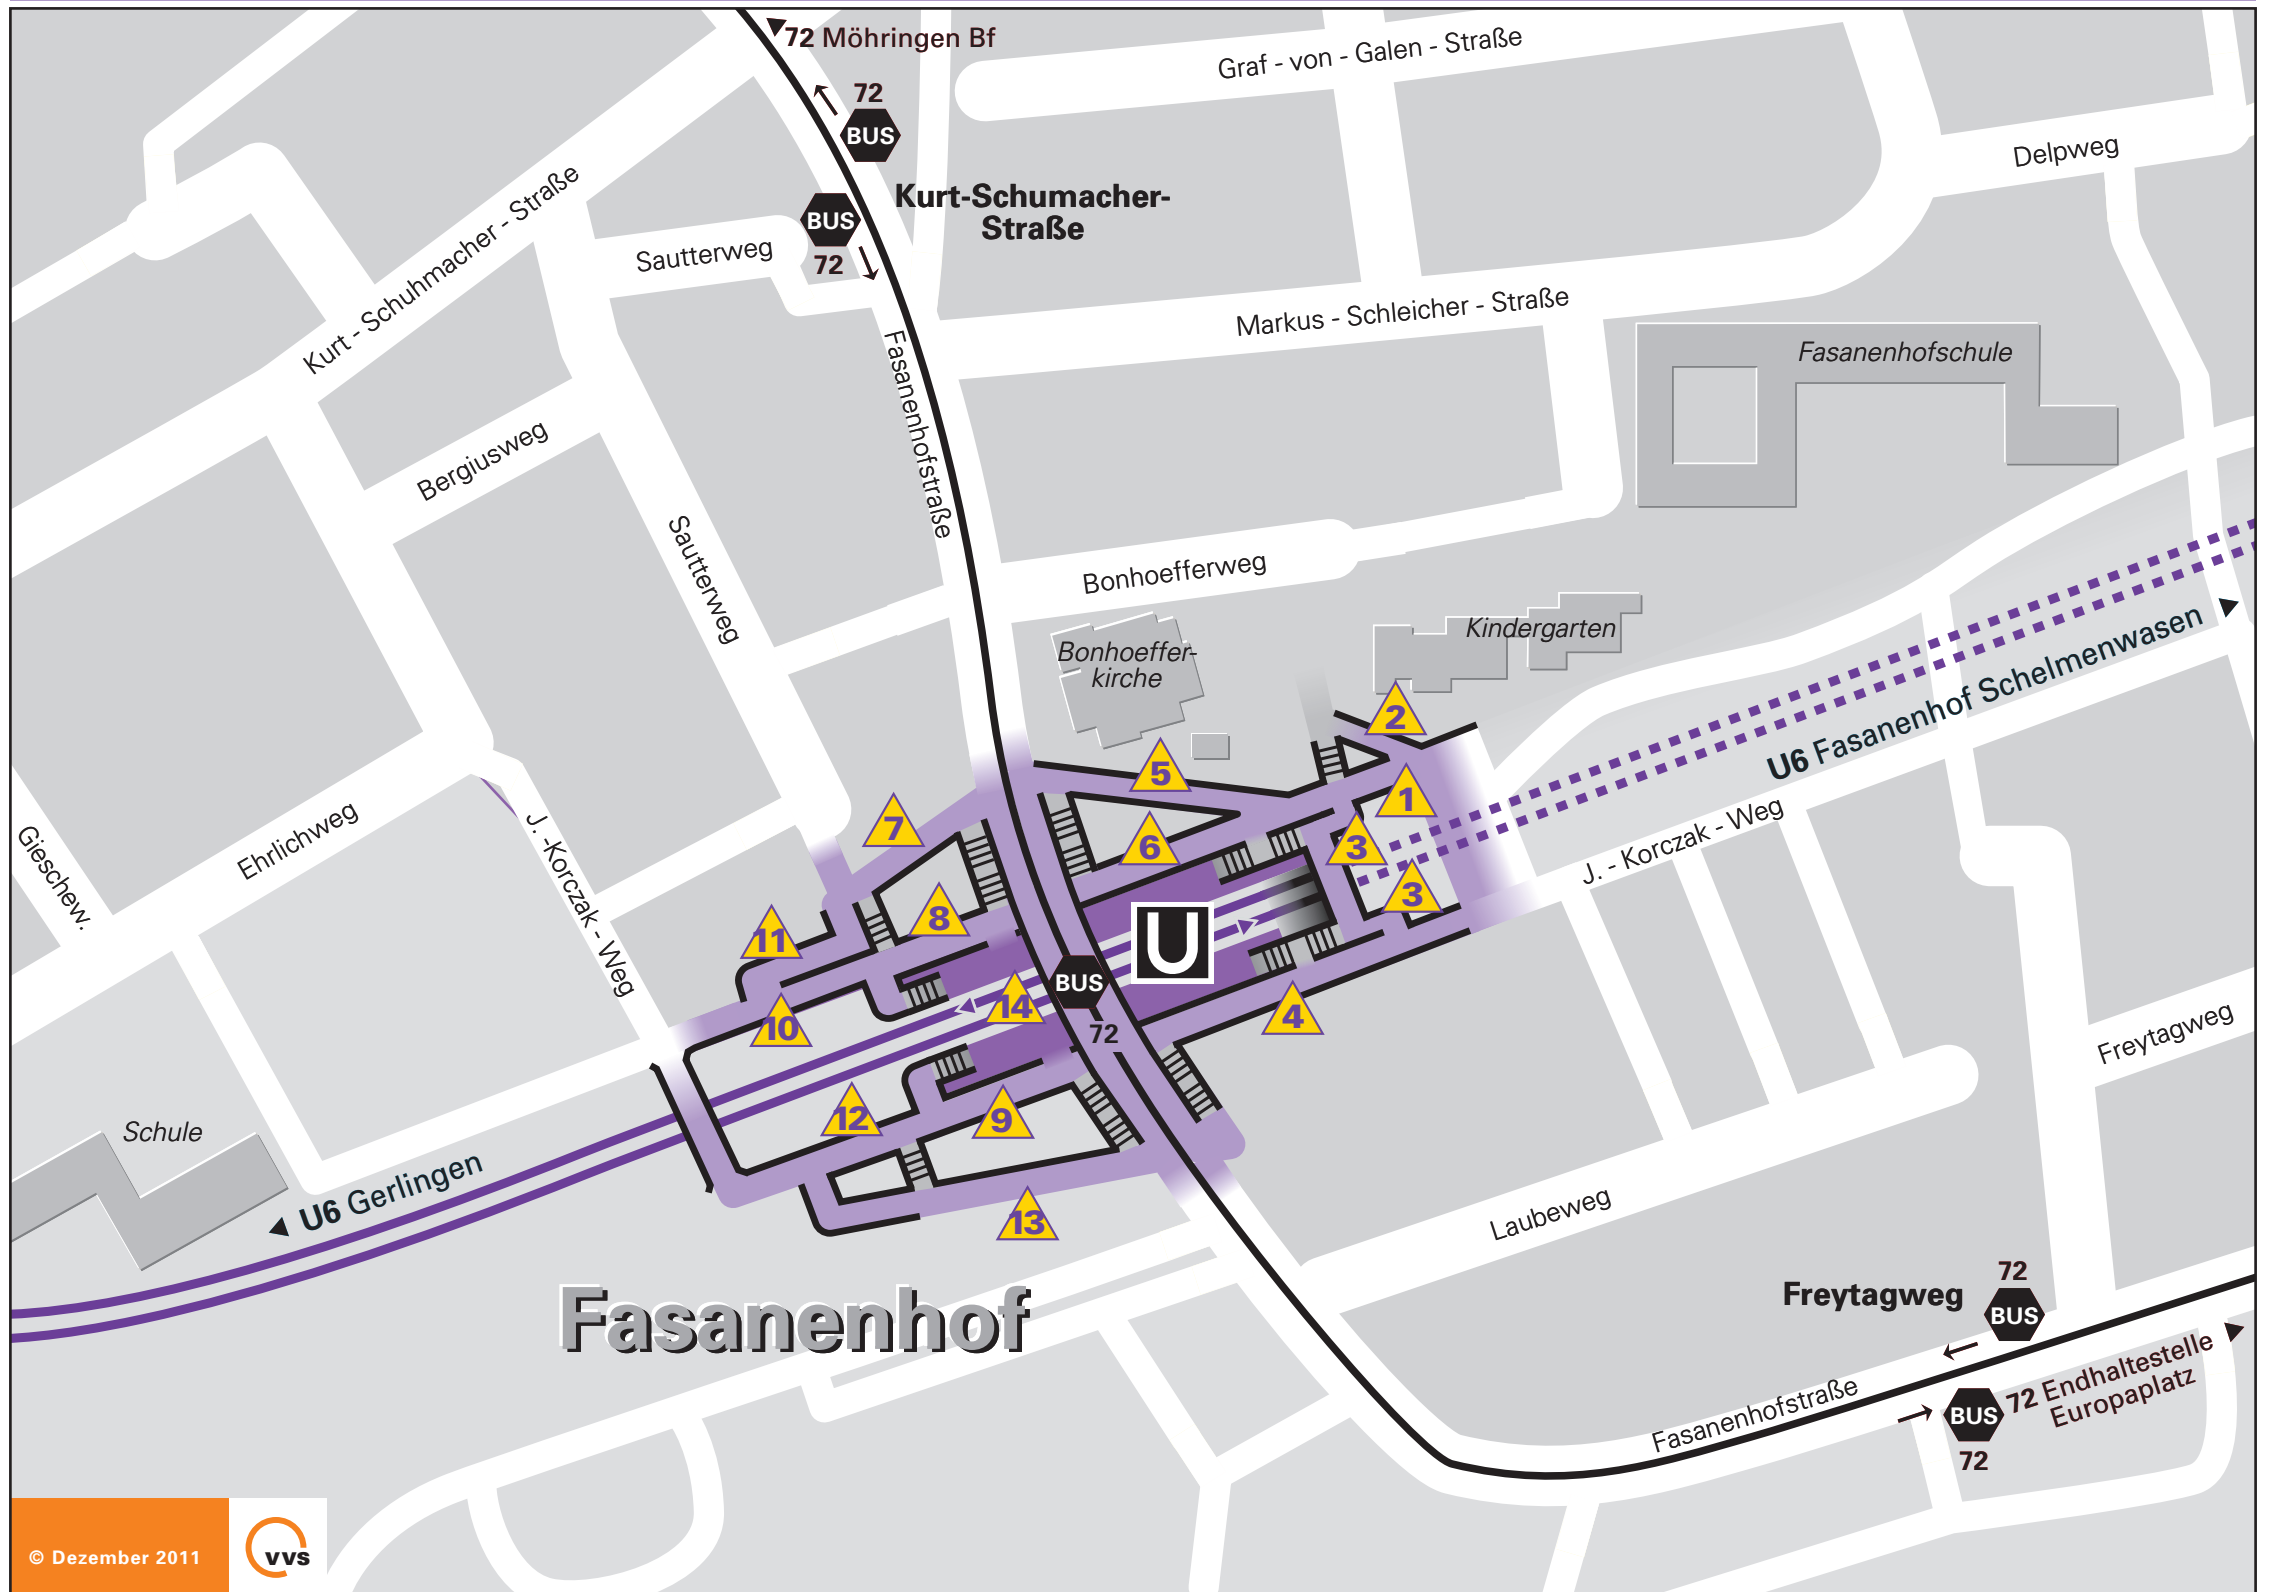 72 Möhringen Bf
Graf - von - Galen - Straße
72
BUS
Delpweg
Kurt-Schumacher-
Straße
BUS
72
Kurt - Schuhmacher - Straße
Sautterweg
Markus - Schleicher - Straße
Fasanenhofschule
Fasanenhofstraße
Bergiusweg
Sautterweg
Bonhoefferweg
Bonhoeffer-
kirche
Kindergarten
U6 Fasanenhof Schelmenwasen
2
5
1
7
6
3
3
8
11
Gieschew.
Ehrlichweg
J. -Korczak - Weg
J. - Korczak - Weg
U
BUS
72
14
10
4
12
9
13
Freytagweg
Schule
U6 Gerlingen
Laubeweg
Fasanenhof
Freytagweg
72
BUS
72 Endhaltestelle
Europaplatz
Fasanenhofstraße
BUS
72
© Dezember 2011
vvs